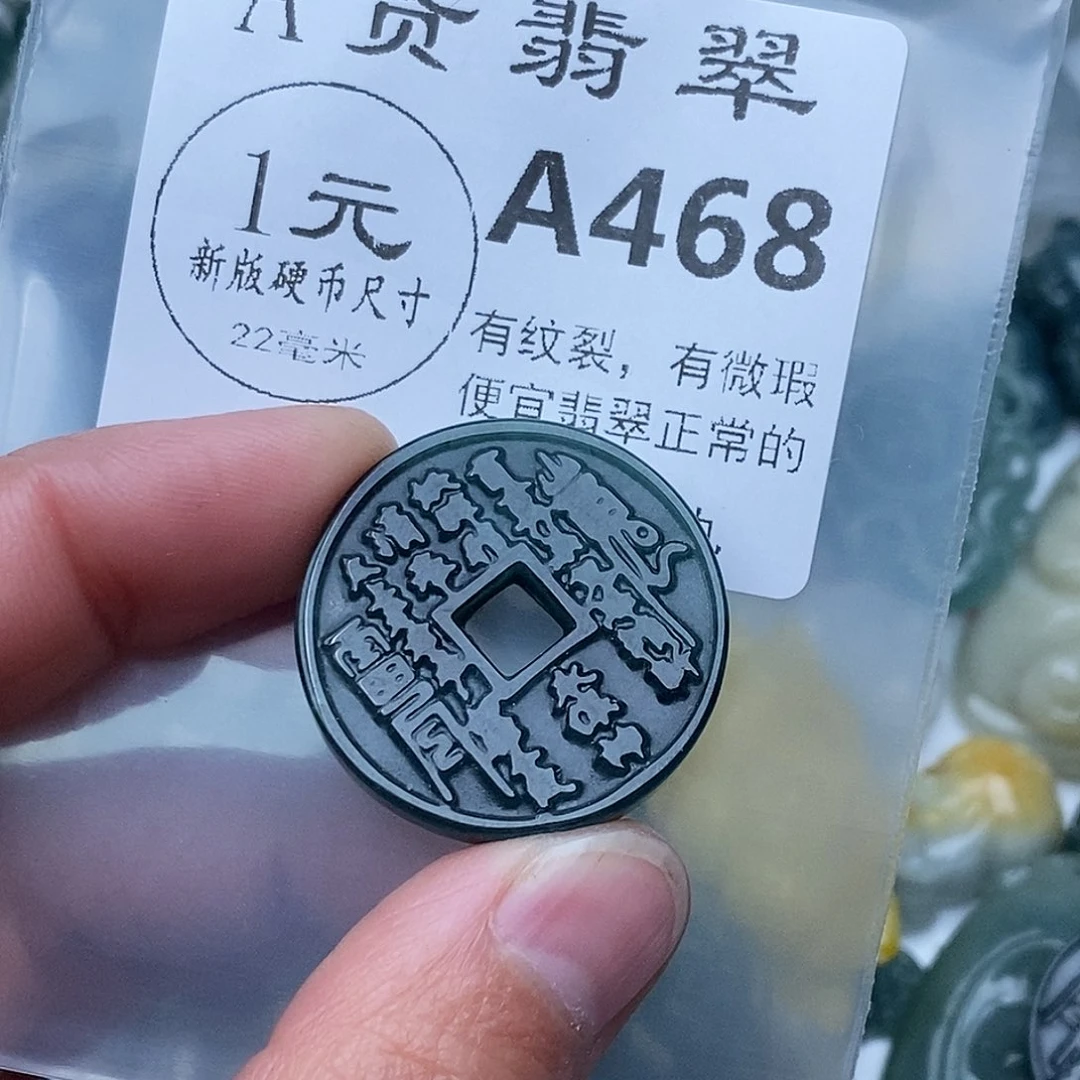 A货翡翠
A468
1元
新版硬币尺寸
22毫米
有纹裂，有微瑕
便宜翡翠正常的